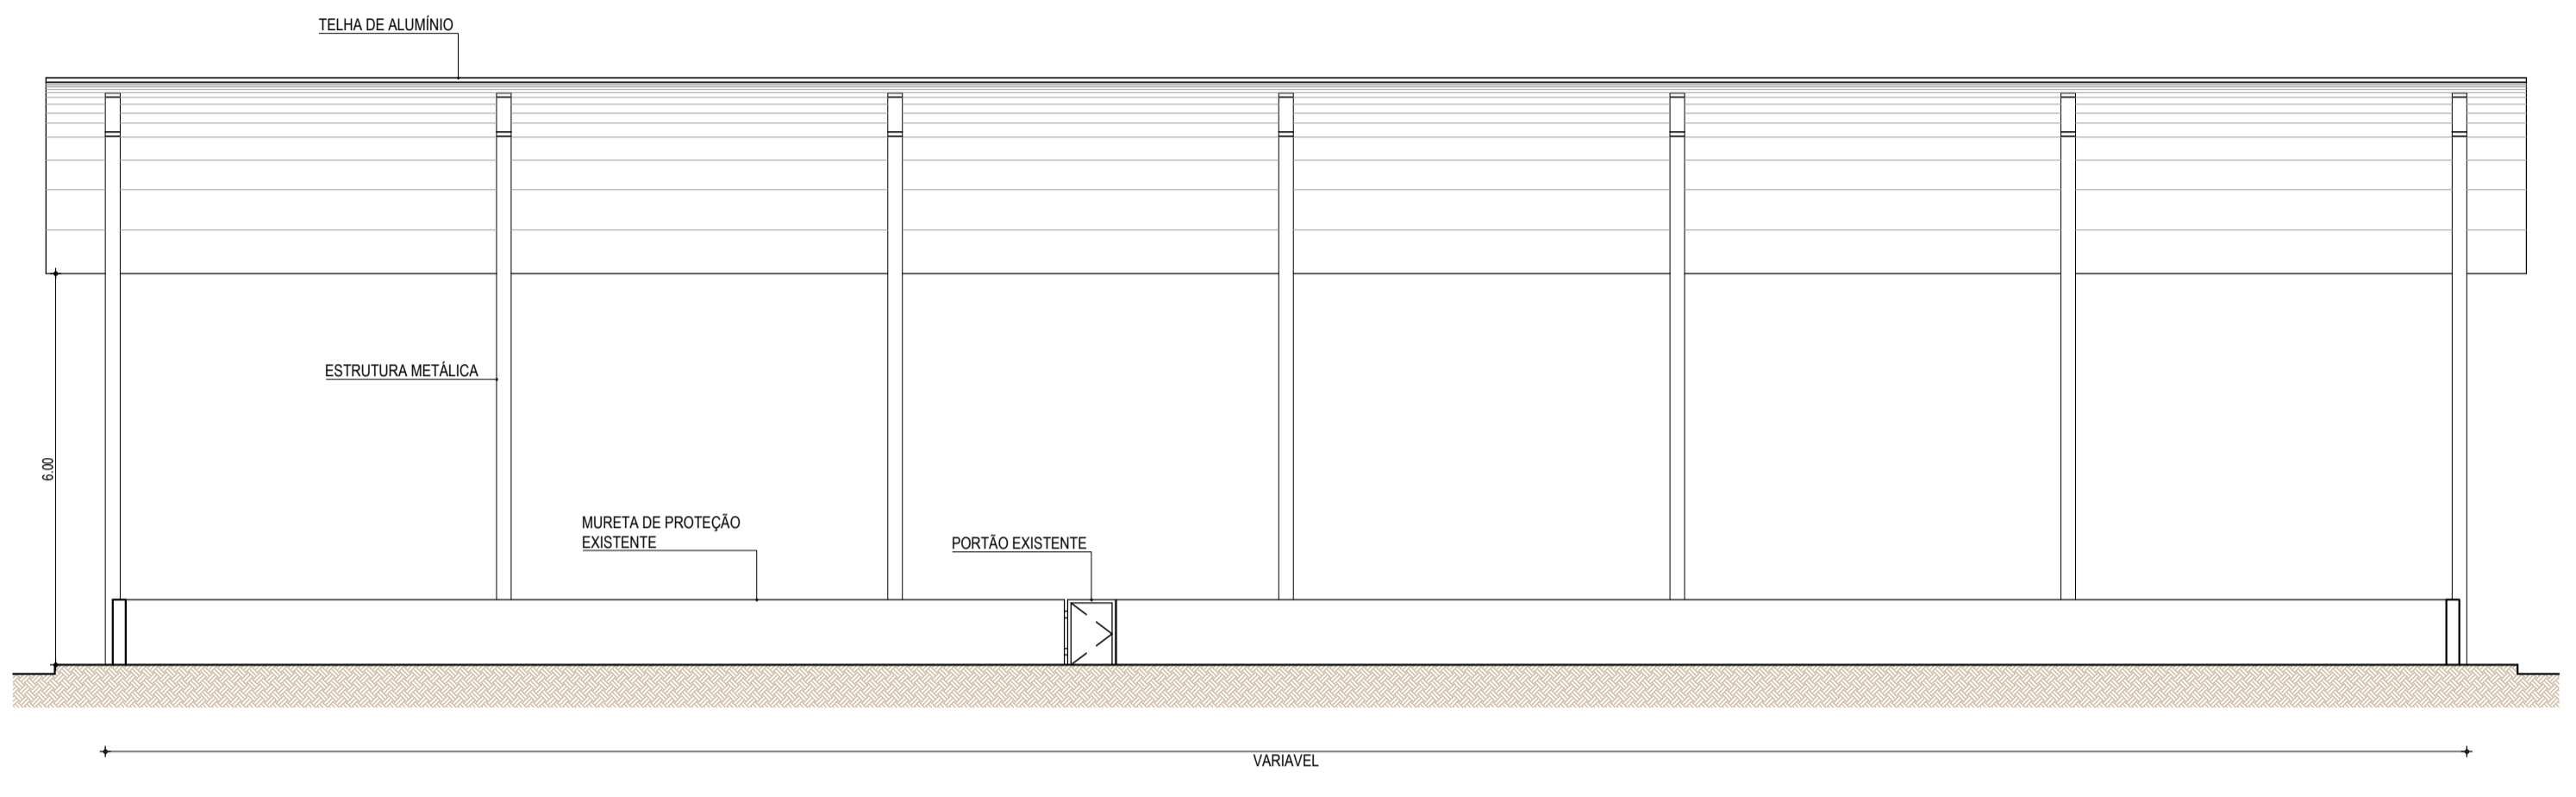 TELHA DE ALUMÍNIO
ESTRUTURA METÁLICA
6.00
MURETA DE PROTEÇÃO
EXISTENTE
PORTÃO EXISTENTE
VARIAVEL